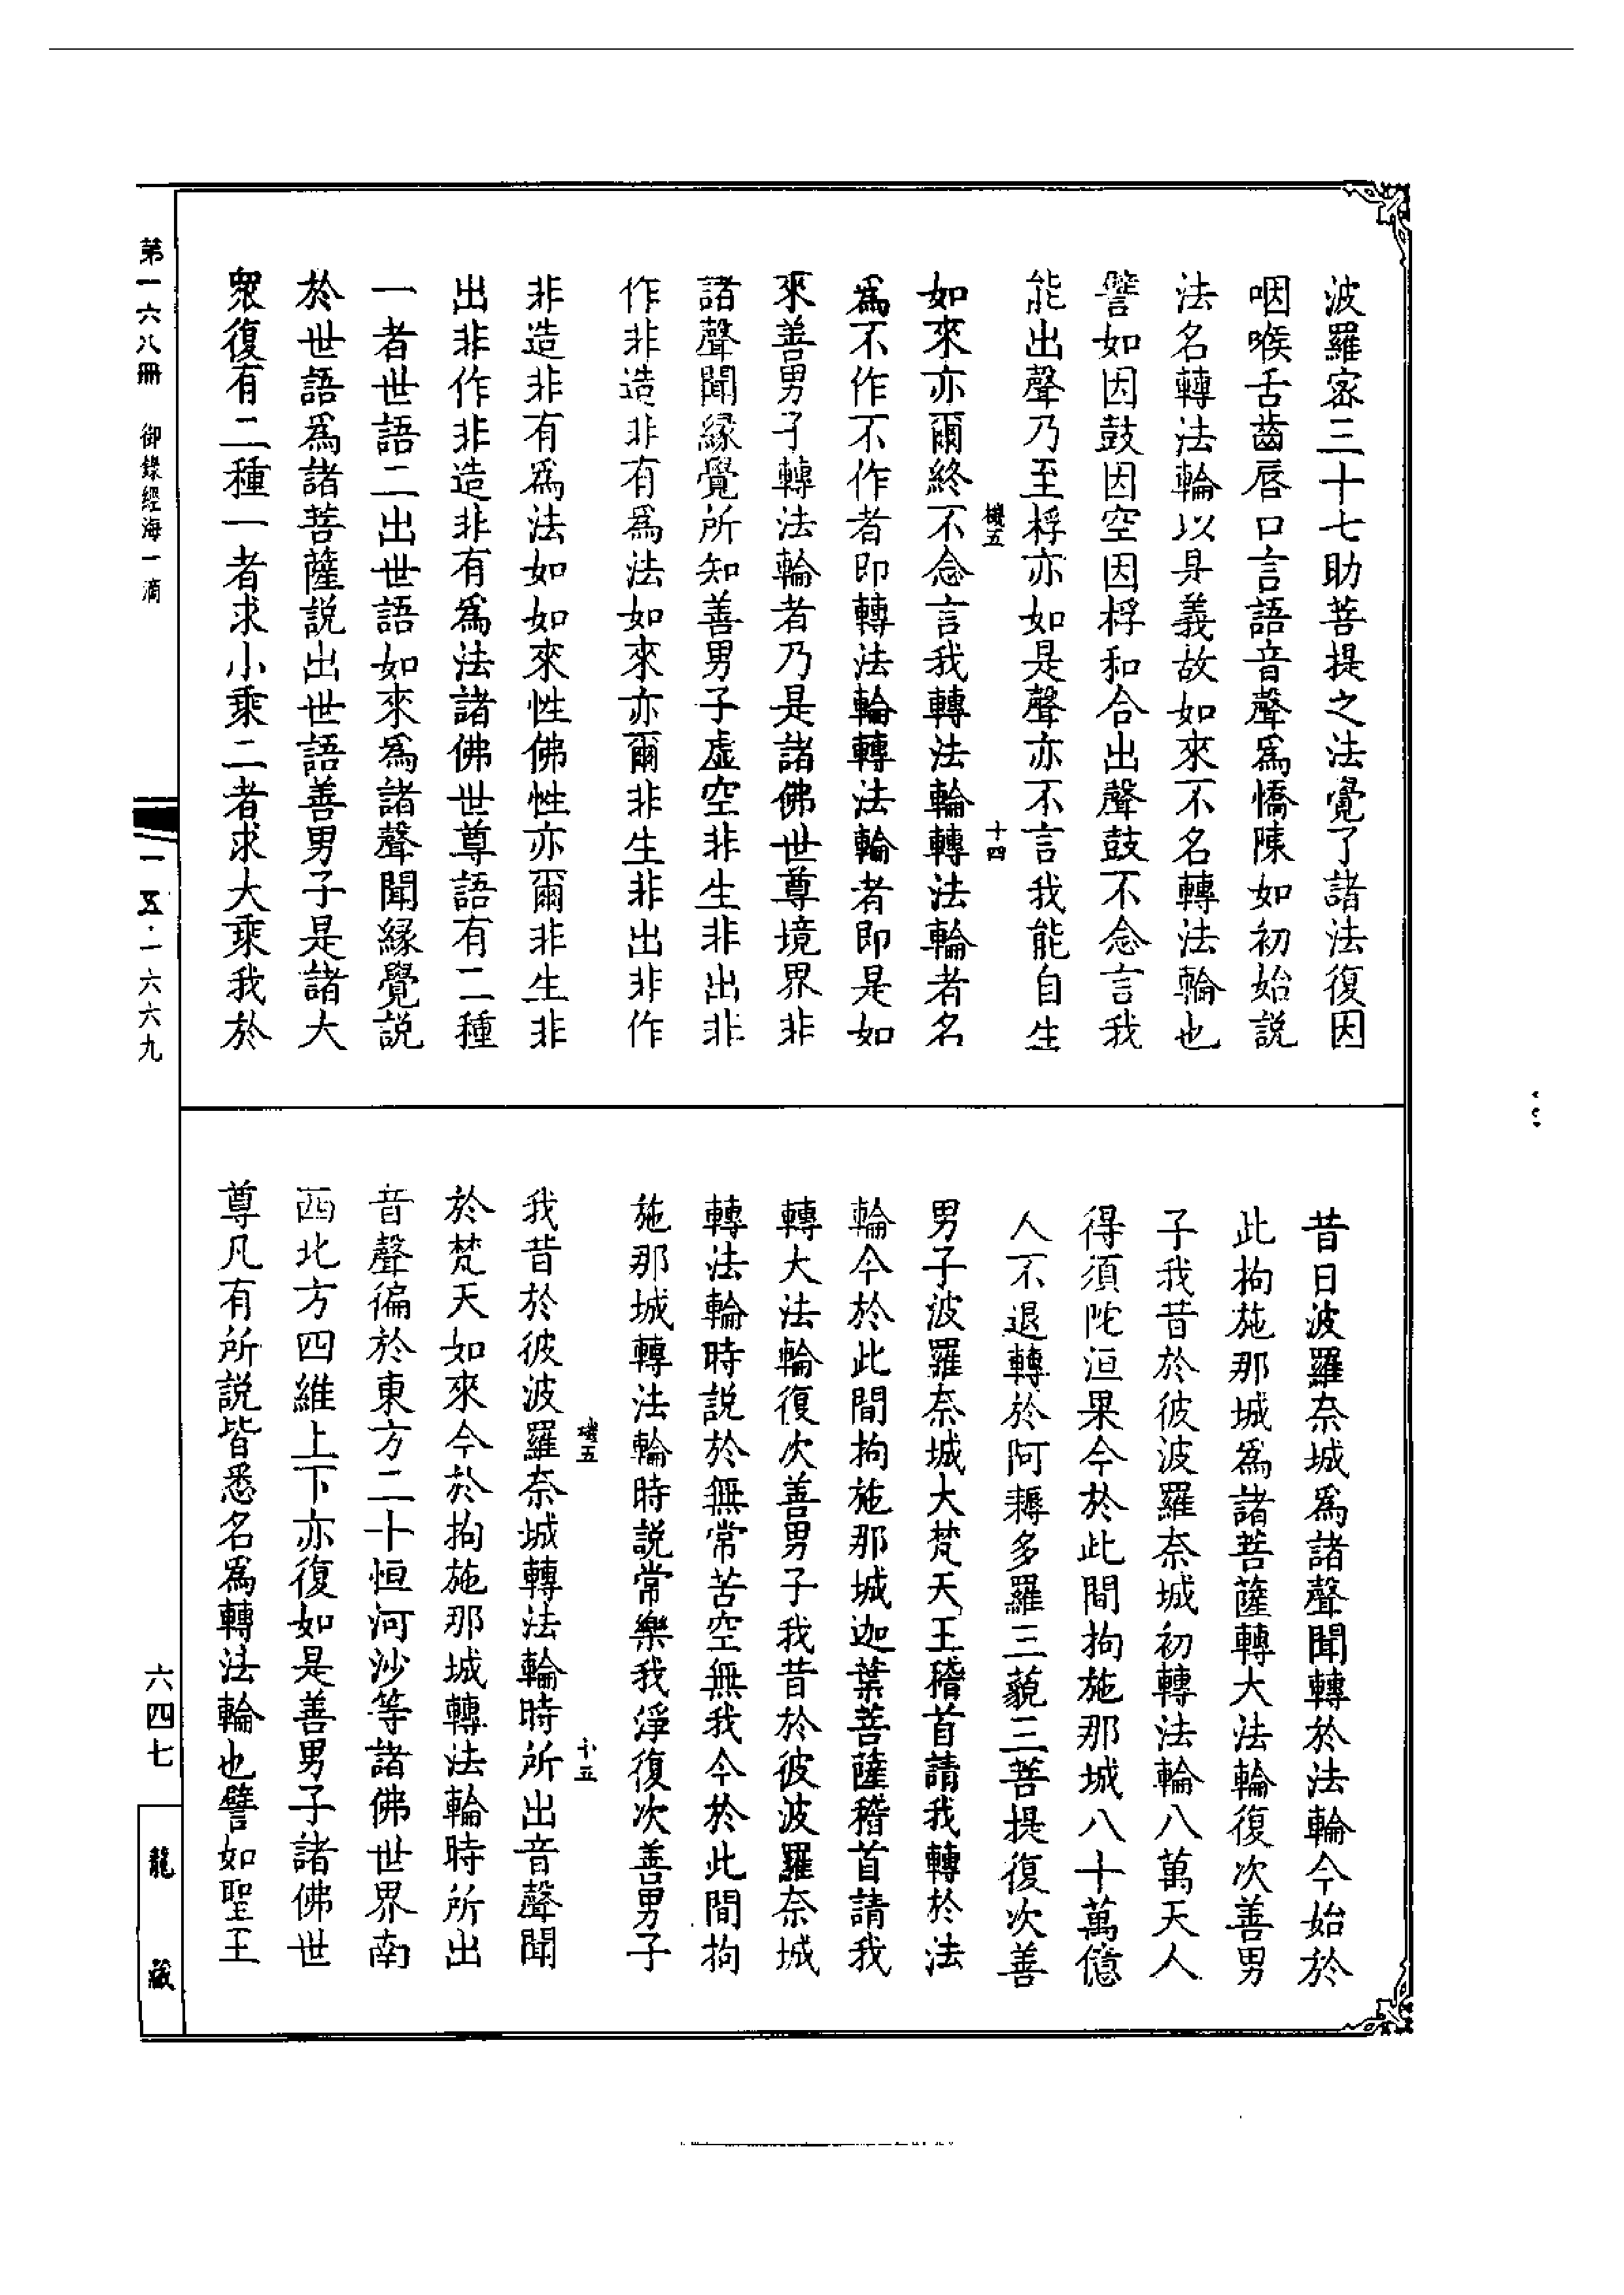 波羅密三十七助菩提之法覺了諸法復因
咽喉舌齒唇口言語音聲爲憍陳如初始説
法名轉法輪以是義故如來不名轉法輪也
譬如因鼓因空因桴和合出聲鼓不念言我
能出聲乃至桴亦如是聲亦不言我能自生
機五
十四
如來亦爾終不念言我轉法輪轉法輪者名
爲不作不作者即轉法輪轉法輪者即是如
來善男子轉法輪者乃是諸佛世尊境界非
諸聲聞緣覺所知善男子虛空非生非出非
作非造非有爲法如來亦爾非生非出非作
非造非有爲法如如來性佛性亦爾非生非
出非作非造非有爲法諸佛世尊語有二種
一者世語二出世語如來爲諸聲聞緣覺説
於世語爲諸菩薩説出世語善男子是諸大
眾復有二種一者求小乘二者求大乘我於
昔日波羅奈城爲諸聲聞轉於法輪今始於
此拘施那城爲諸菩薩轉大法輪復次善男
子我昔於彼波羅奈城初轉法輪八萬天人
得須陀洹果今於此間拘施那城八十萬億
人不退轉於阿耨多羅三藐三菩提復次善
男子波羅奈城大梵天王稽首請我轉於法
輪今於此間拘施那城迦葉菩薩稽首請我
轉大法輪復次善男子我昔於彼波羅奈城
轉法輪時説於無常苦空無我今於此間拘
施那城轉法輪時説常樂我淨復次善男子
機五
十五
我昔於彼波羅奈城轉法輪時所出音聲聞
於梵天如來今於拘施那城轉法輪時所出
音聲徧於東方二十恒河沙等諸佛世界南
西北方四維上下亦復如是善男子諸佛世
尊凡有所説皆悉名爲轉法輪也譬如聖王
第一六八冊 御錄經海一滴
一五·一六六九
六四七
龍藏